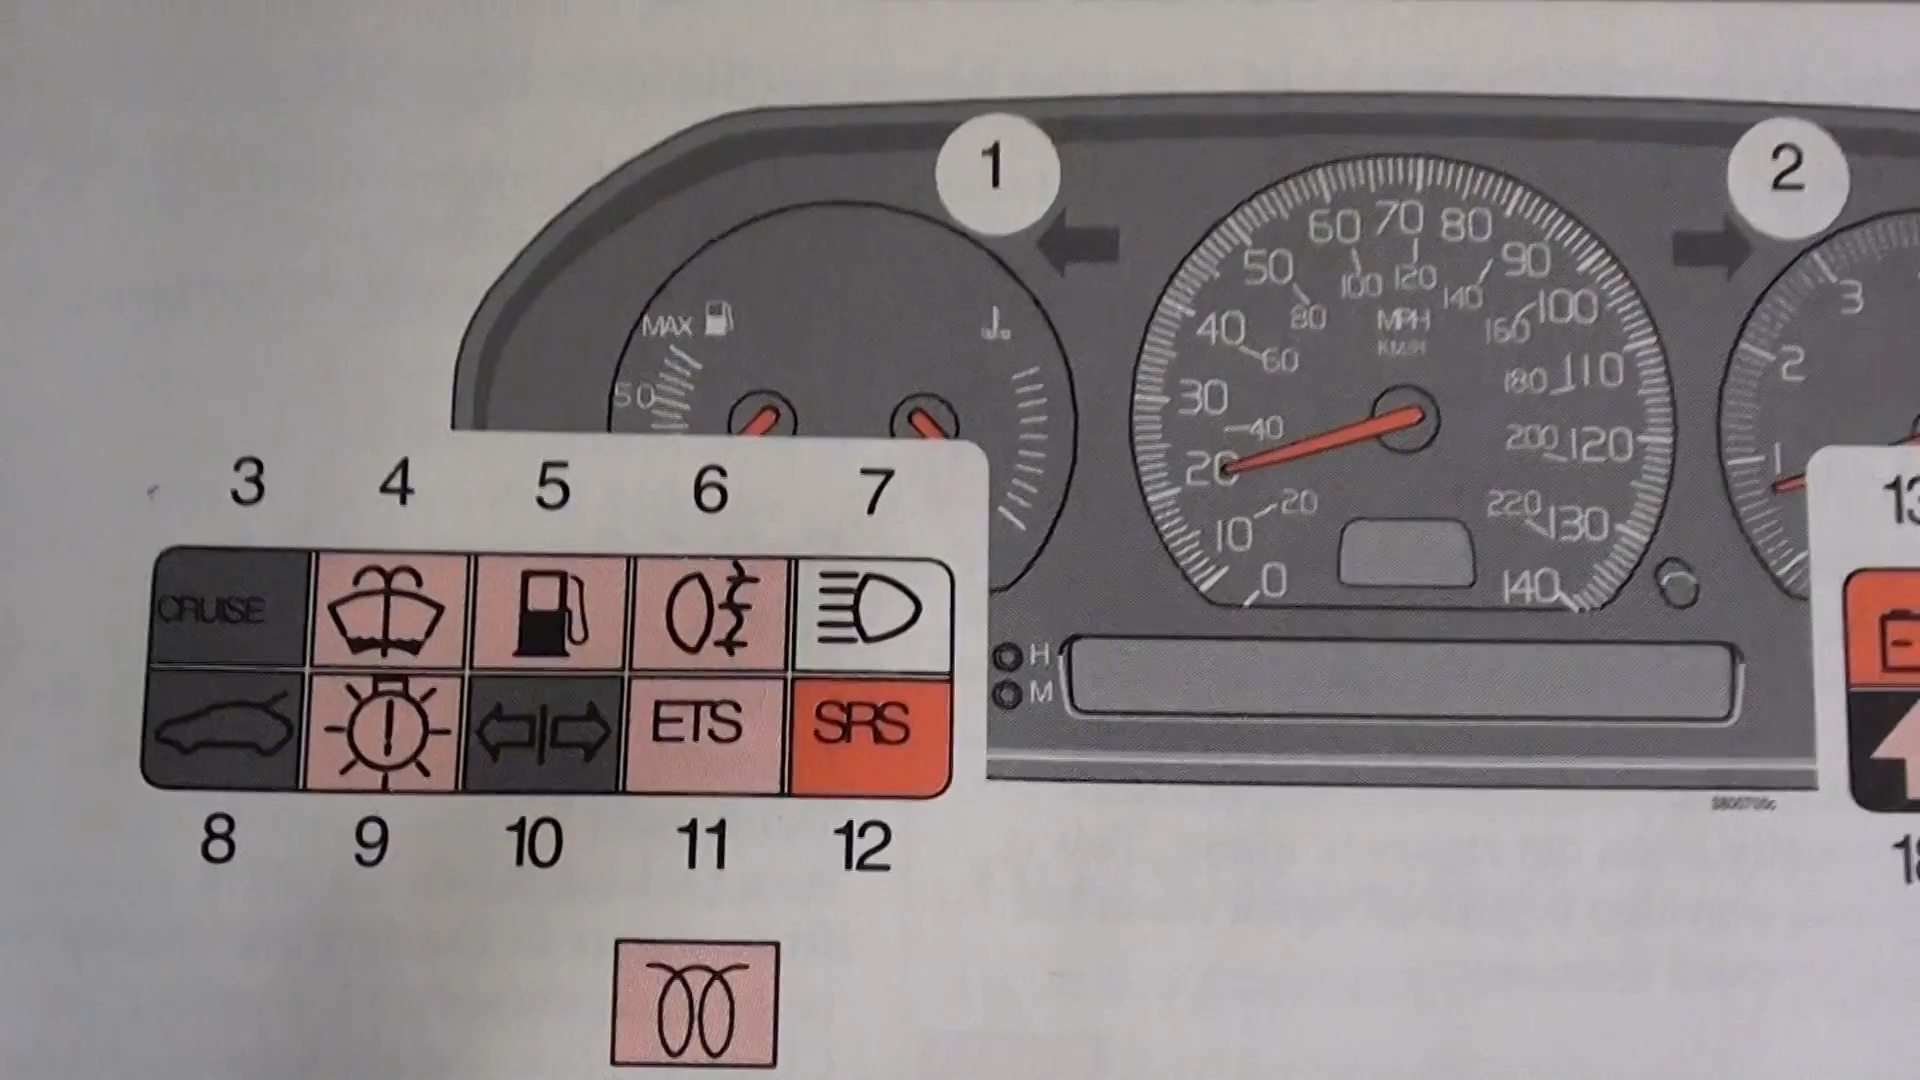 1
2
60 70 80
50 90
100 120 140
40 80 MPH 160 100
KM/H
60
3
MAX
50
30 180 110
2
40 200 120
20
1
10 20 220 130
0 140
3 4 5 6 7
13
CRUISE
H
M
ETS SRS
8 9 10 11 12
18